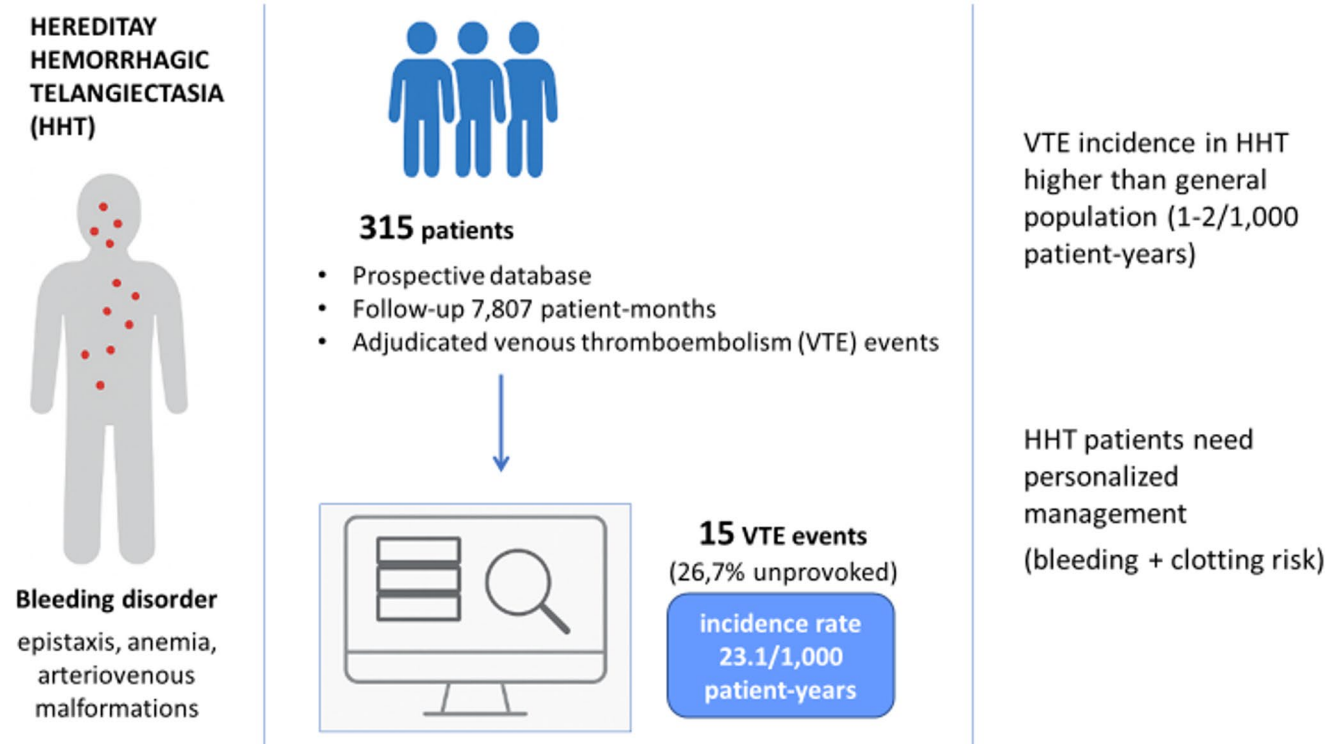 HEREDITAY
HEMORRHAGIC
TELANGIECTASIA
(HHT)
Bleeding disorder
epistaxis, anemia,
arteriovenous
malformations
315 patients
• Prospective database
• Follow-up 7,807 patient-months
• Adjudicated venous thromboembolism (VTE) events
15 VTE events
(26,7% unprovoked)
incidence rate
23.1/1,000
patient-years
VTE incidence in HHT
higher than general
population (1-2/1,000
patient-years)
HHT patients need
personalized
management
(bleeding + clotting risk)